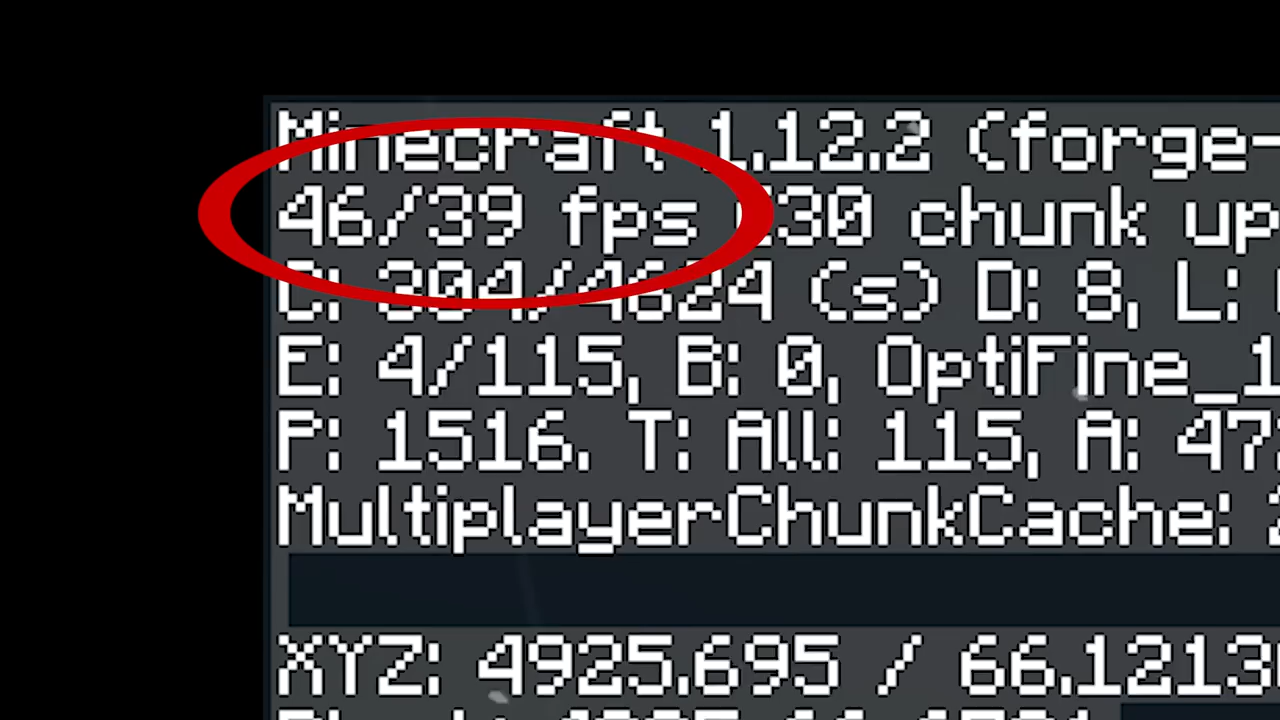 Minecraft 1.12.2 (forge-
46/39 fps 30 chunk up
C: 304/4624 (s) D: 8, L:
E: 4/115, B: 0, OptiFine_1
P: 1516. T: All: 115, A: 47
MultiplayerChunkCache:
XYZ: 4925.695 / 66.1213